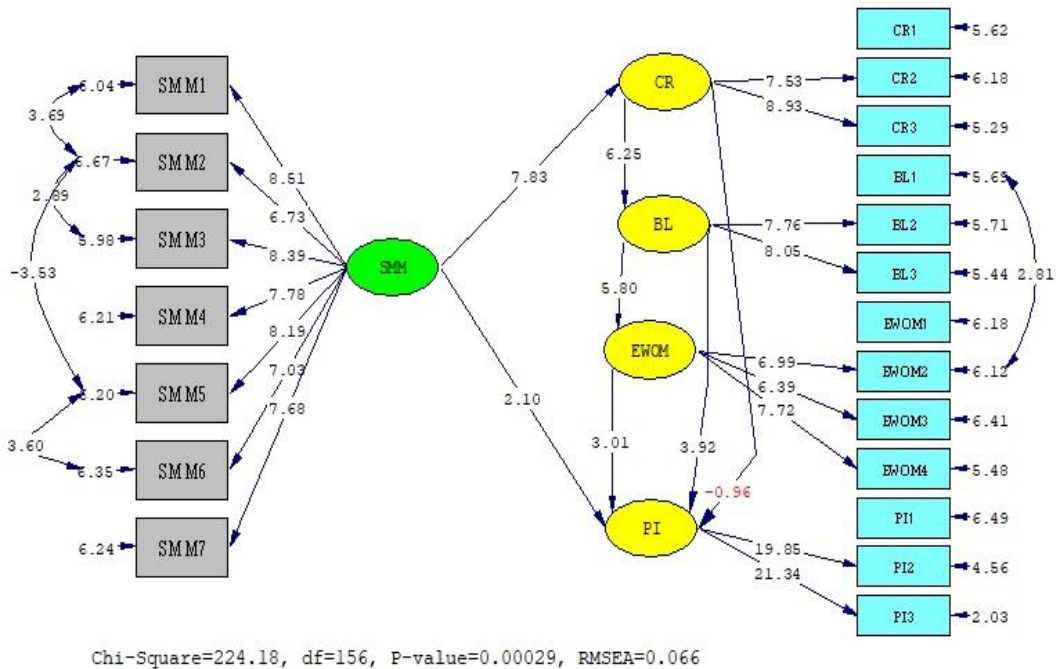 SMM1
3.69
SMM2
2.89
5.98
SMM3
-3.53
6.21
SMM4
SMM5
3.60
6.35
SMM6
6.24
SMM7
8.51
6.73
8.39
7.78
8.19
7.03
7.68
SMM
7.83
2.10
CR
6.25
BL
5.80
EWOM
3.01
3.92
-0.96
PI
7.53
8.93
7.76
8.05
6.99
6.39
7.72
19.85
21.34
CR1 5.62
CR2 6.18
CR3 5.29
BL1 5.69
BL2 5.71
BL3 5.44
2.81
EWOM1 6.18
EWOM2 6.12
EWOM3 6.41
EWOM4 5.48
PI1 6.49
PI2 4.56
PI3 2.03
Chi-Square=224.18, df=156, P-value=0.00029, RMSEA=0.066